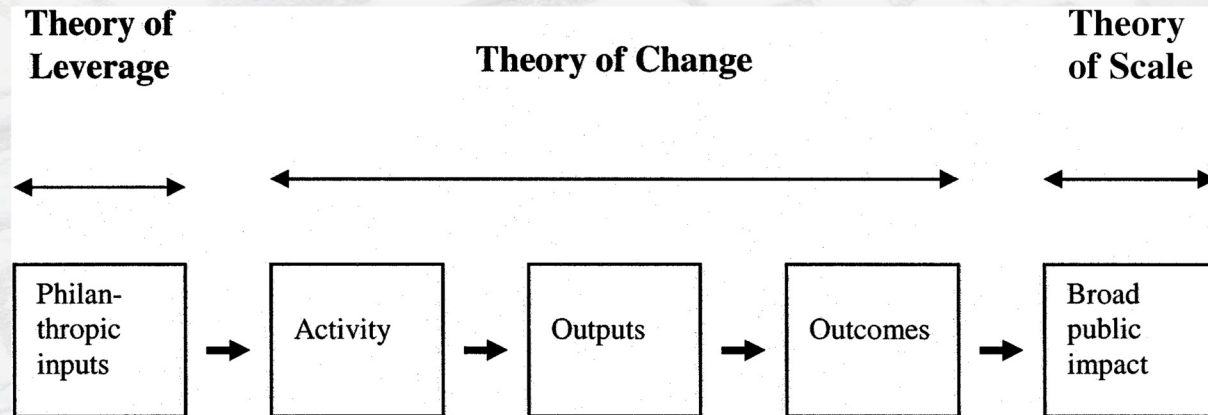 Theory of
Leverage
Theory of Change
Theory
of Scale
Philan-
thropic
inputs
Activity
Outputs
Outcomes
Broad
public
impact